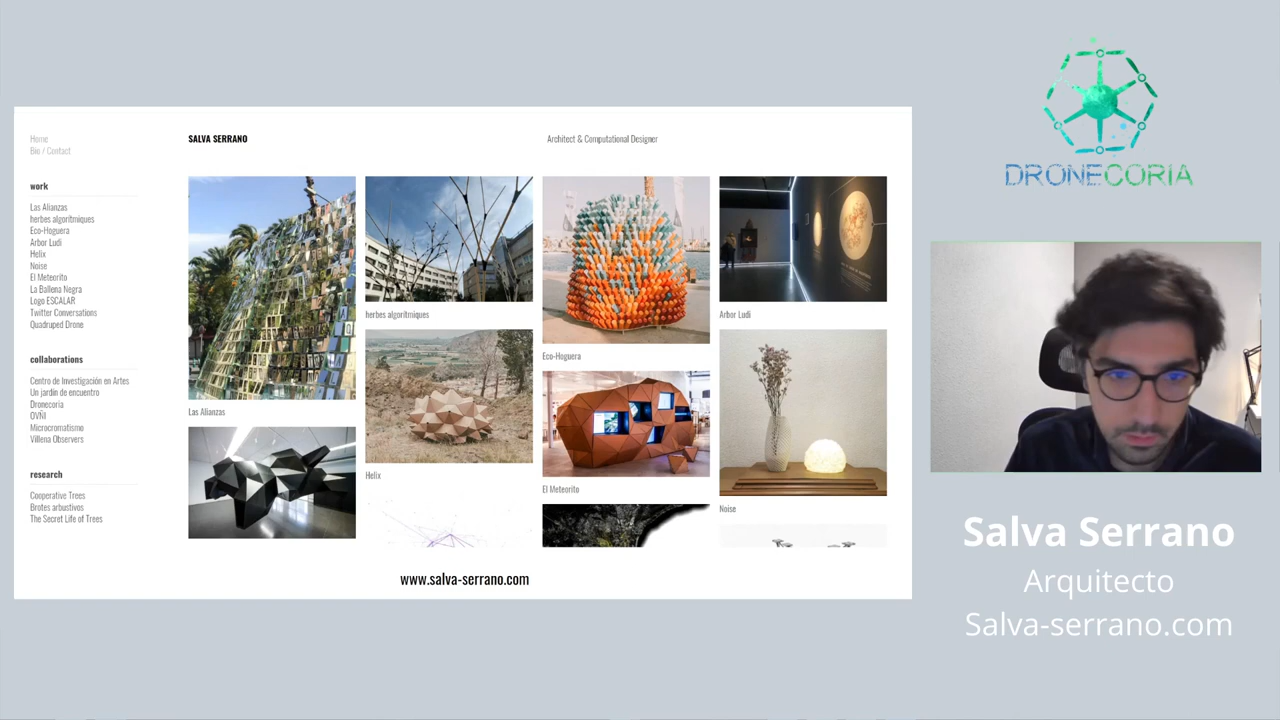 Home
Bio / Contact
SALVA SERRANO
Architect & Computational Designer
work
Las Alianzas
herbes algorítmiques
Eco-Hoguera
Arbor Ludi
Helix
Noise
El Meteorito
La Ballena Negra
Logo ESCALAR
Twitter Conversations
Quadruped Drone
collaborations
Centro de Investigación en Artes
Un jardín de encuentro
Dronecoria
OVNI
Microcromatismo
Villena Observers
research
Cooperative Trees
Brotes arbustivos
The Secret Life of Trees
Las Alianzas
herbes algorítmiques
Helix
Eco-Hoguera
El Meteorito
Arbor Ludi
Noise
www.salva-serrano.com
DRONECORIA
Salva Serrano
Arquitecto
Salva-serrano.com